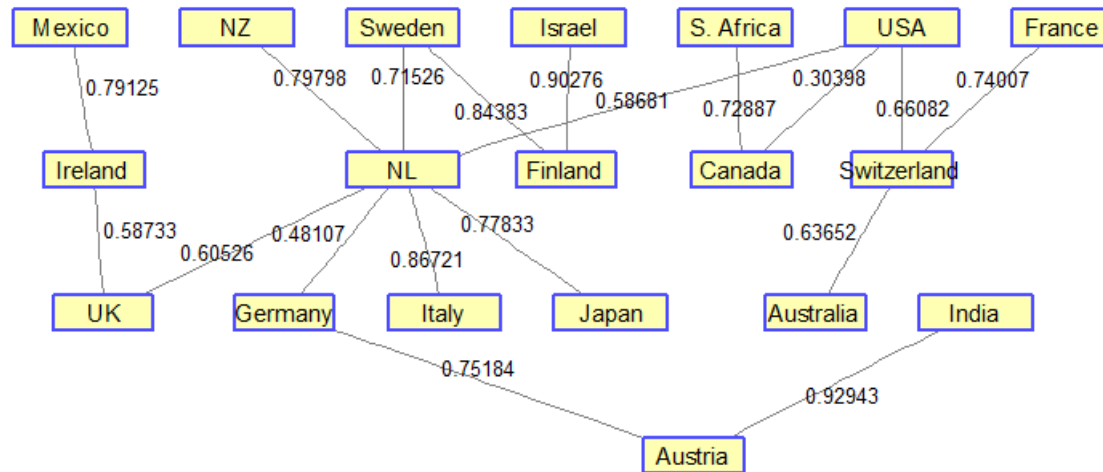 Mexico NZ Sweden Israel S. Africa USA France
0.79125 0.79798 0.71526 0.84383 0.90276 0.58681 0.72887 0.30398 0.66082 0.74007
Ireland NL Finland Canada Switzerland
0.58733 0.60526 0.48107 0.86721 0.77833 0.63652
UK Germany Italy Japan Australia India
0.75184 0.92943
Austria